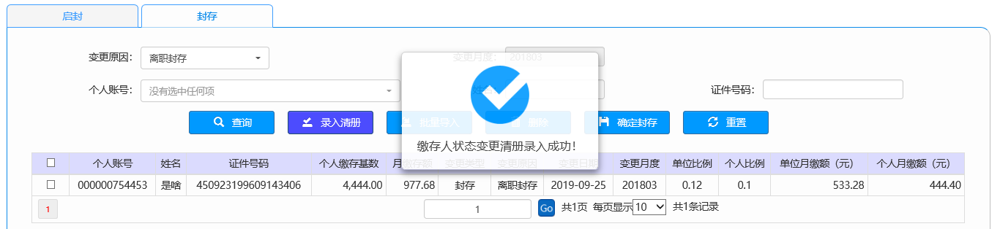 启封 封存
变更原因: 离职封存 变更月度: 201803
个人账号: 没有选中任何项 姓名: 证件号码:
查询 录入清册 批量导入 删除 确定封存 重置
缴存人状态变更清册录入成功!
个人账号 姓名 证件号码 个人缴存基数 月缴存额 变更类型 变更原因 变更日期 变更月度 单位比例 个人比例 单位月缴额（元） 个人月缴额（元）
000000754453 是啥 450923199609143406 4,444.00 977.68 封存 离职封存 2019-09-25 201803 0.12 0.1 533.28 444.40
1 1 Go 共1页 每页显示 10 共1条记录